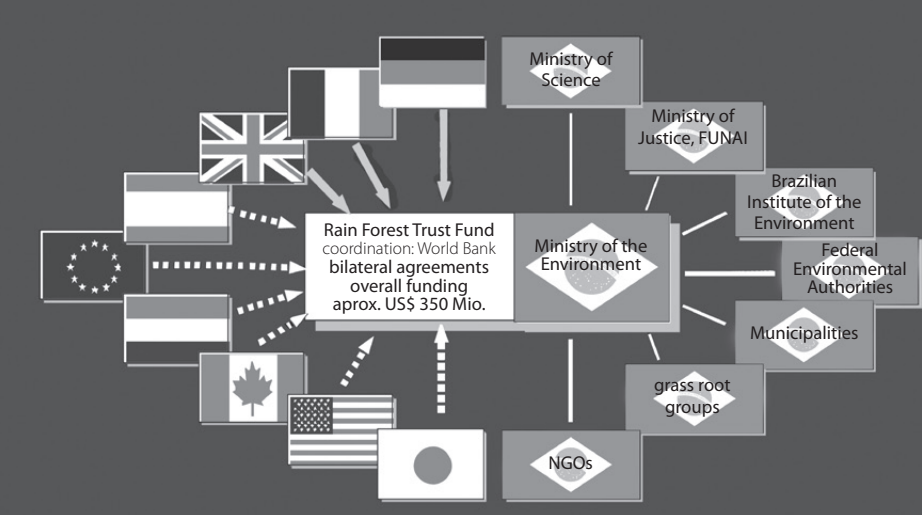 Ministry of
Science
Ministry of
Justice, FUNAI
Brazilian
Institute of the
Environment
Rain Forest Trust Fund
coordination: World Bank
bilateral agreements
overall funding
aprox. US$ 350 Mio.
Ministry of the
Environment
Federal
Environmental
Authorities
Municipalities
grass root
groups
NGOs